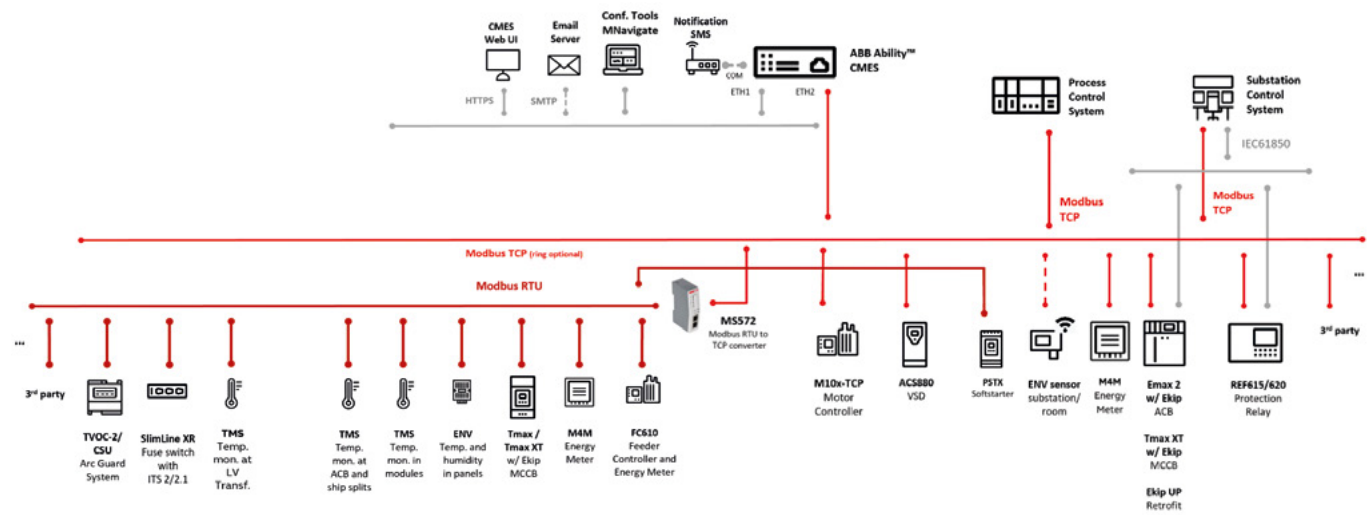 CMES
Web UI
Email
Server
Conf. Tools
MNavigate
Notification
SMS
ABB Ability™
CMES
COM
ETH1
ETH2
HTTPS
SMTP
Process
Control
System
Substation
Control
System
IEC61850
Modbus
TCP
Modbus
TCP
Modbus TCP (ring optional)
Modbus RTU
...
...
MS572
Modbus RTU to
TCP converter
3rd party
TVOC-2/
CSU
Arc Guard
System
SlimLine XR
Fuse switch
with
ITS 2/2.1
TMS
Temp.
mon. at
LV
Transf.
TMS
Temp.
mon. at
ACB and
ship splits
TMS
Temp.
mon. in
modules
ENV
Temp. and
humidity
in panels
Tmax /
Tmax XT
w/ Ekip
MCCB
M4M
Energy
Meter
FC610
Feeder
Controller and
Energy Meter
M10x-TCP
Motor
Controller
ACS880
VSD
PSTX
Softstarter
ENV sensor
substation/
room
M4M
Energy
Meter
Emax 2
w/ Ekip
ACB
Tmax XT
w/ Ekip
MCCB
Ekip UP
Retrofit
REF615/620
Protection
Relay
3rd party